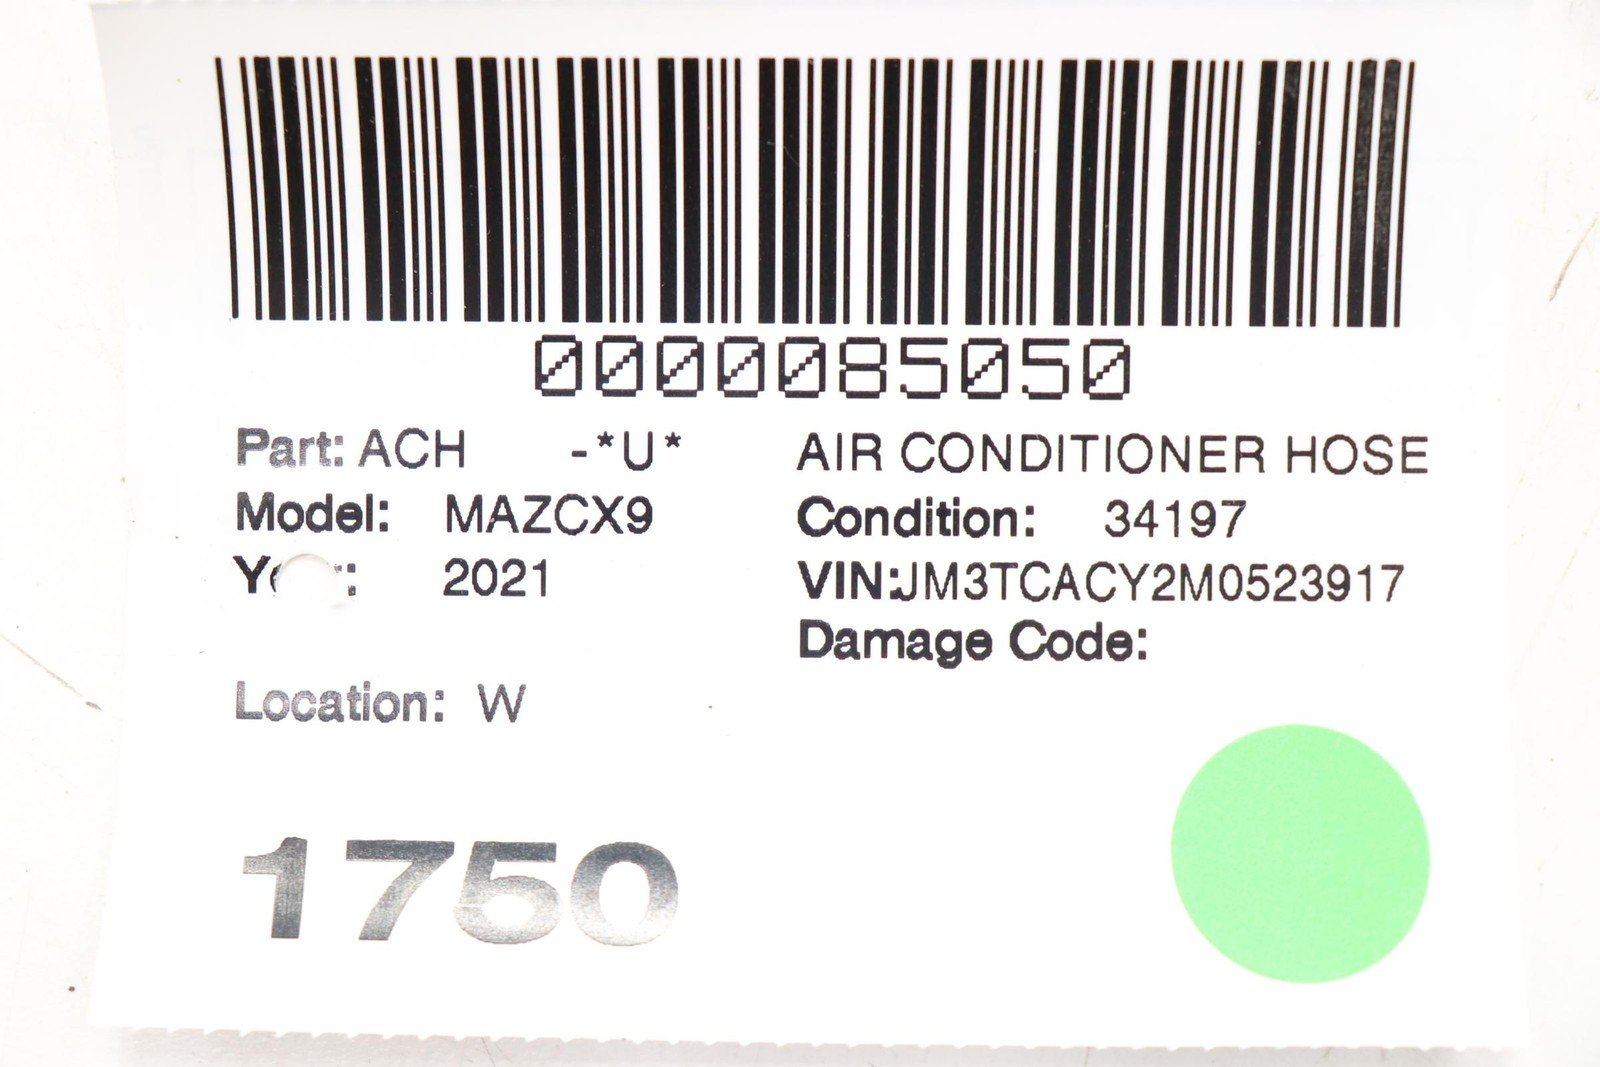 0000085050
Part: ACH -*U* AIR CONDITIONER HOSE
Model: MAZCX9 Condition: 34197
2021 VIN:JM3TCACY2M0523917
Damage Code:
Location: W
1750